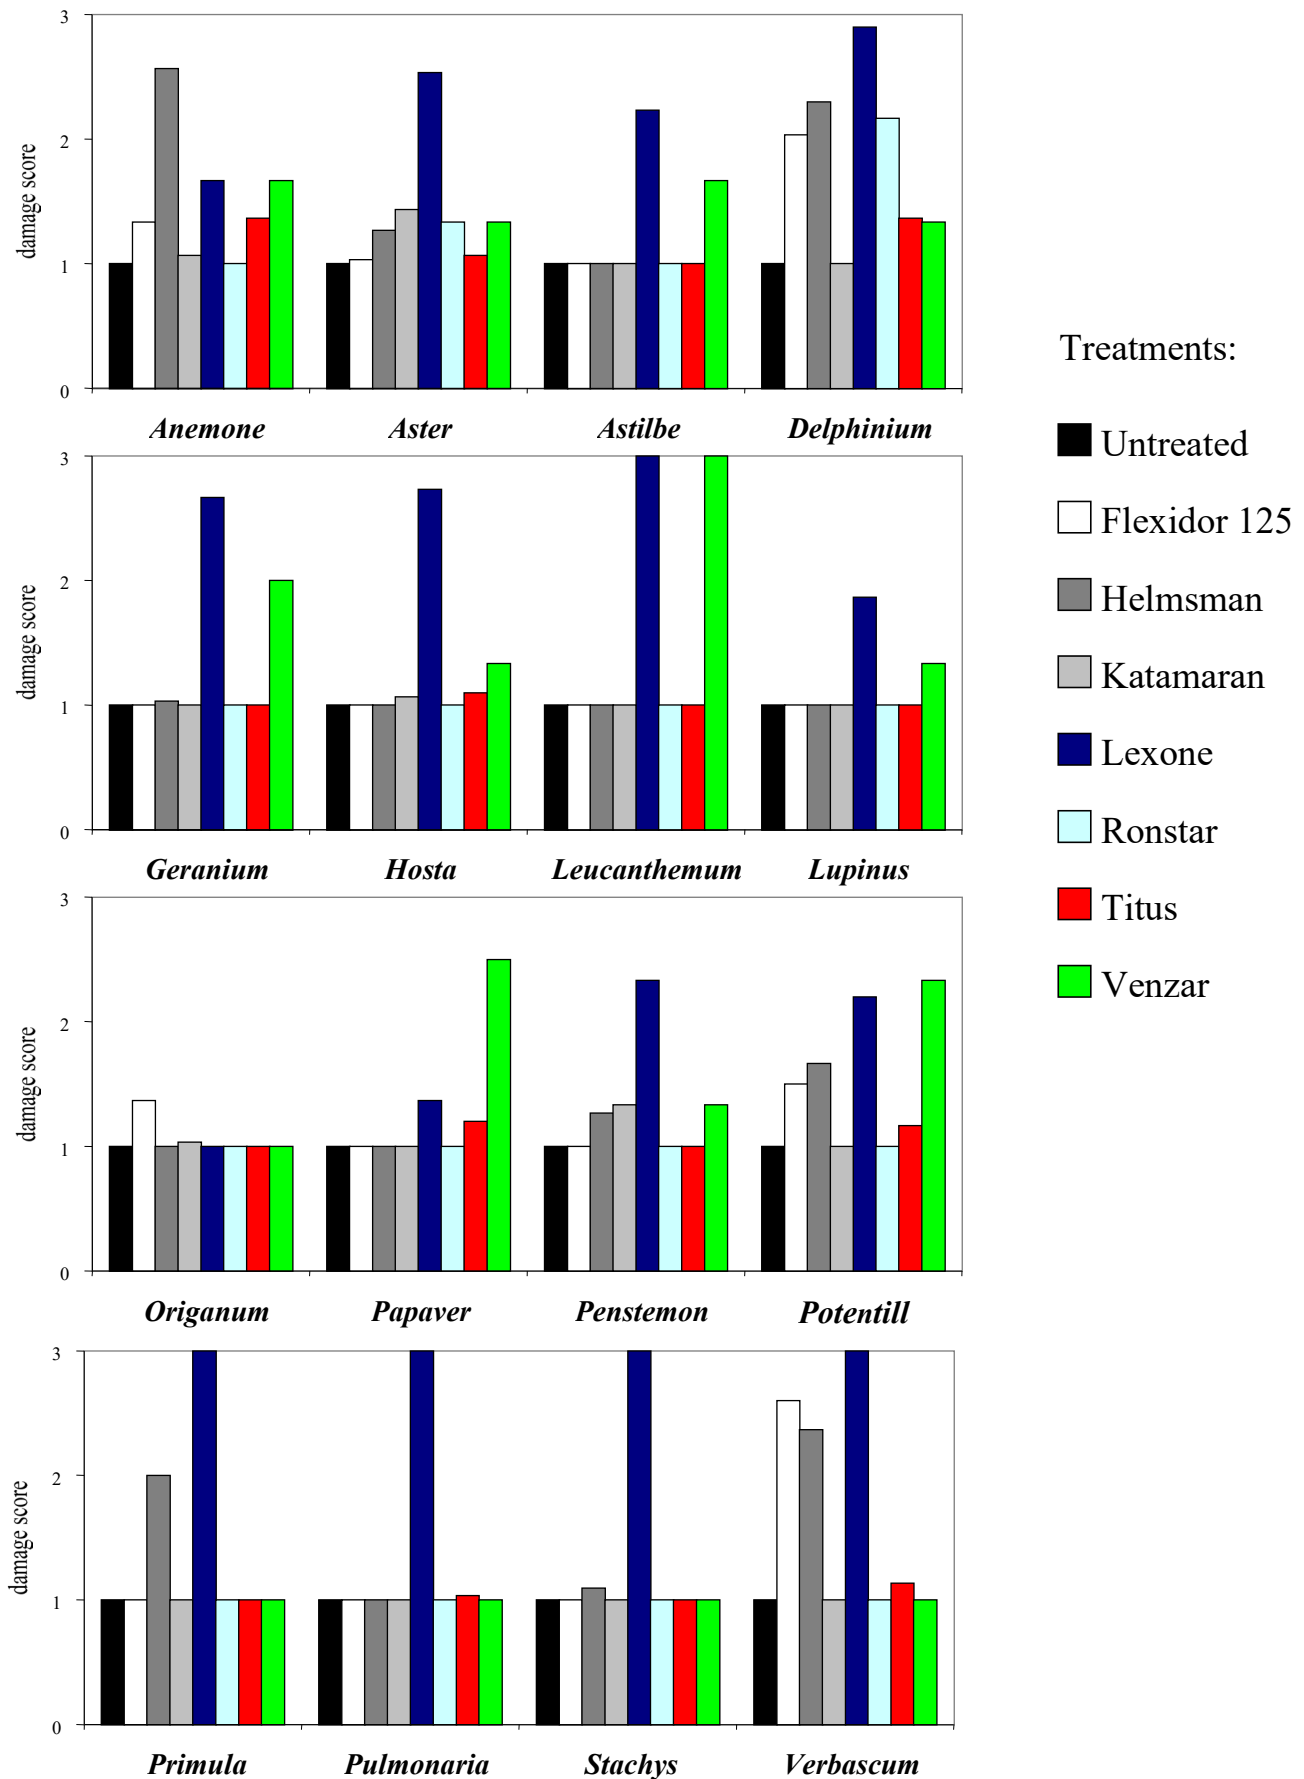 3
2
1
0
damage score
Anemone Aster Astilbe Delphinium
3
2
1
0
damage score
Geranium Hosta Leucanthemum Lupinus
3
2
1
0
damage score
Origanum Papaver Penstemon Potentill
3
2
1
0
damage score
Primula Pulmonaria Stachys Verbascum
Treatments:
Untreated
Flexidor 125
Helmsman
Katamaran
Lexone
Ronstar
Titus
Venzar